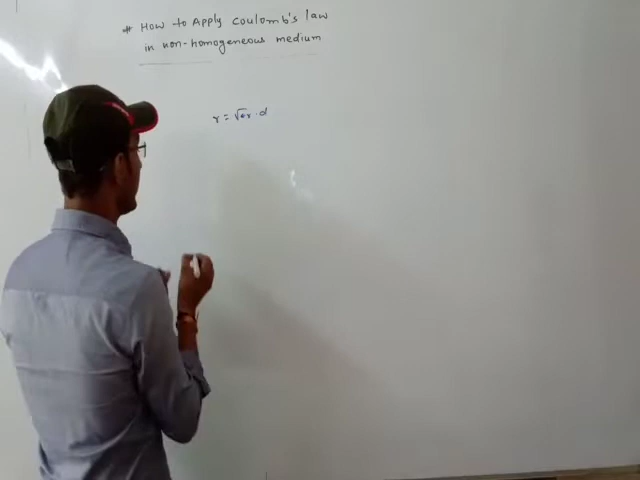 # How to Apply Coulomb's law
in non-homogeneous medium
r = √εr · d